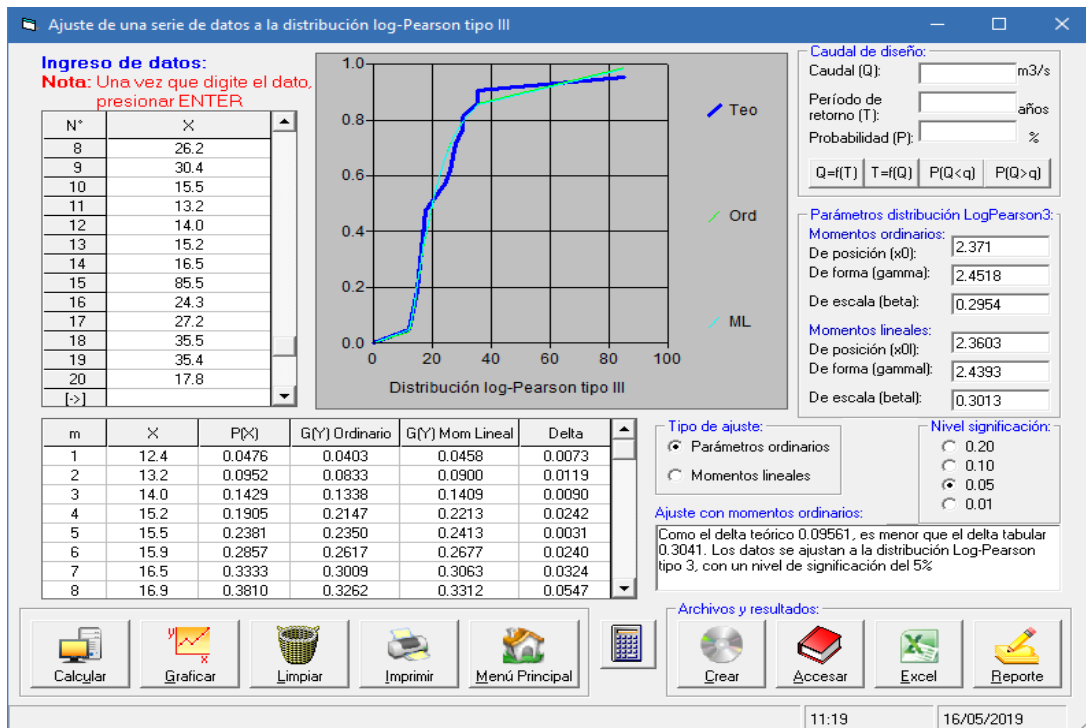 Ajuste de una serie de datos a la distribución log-Pearson tipo III
Ingreso de datos:
Nota: Una vez que digite el dato,
presionar ENTER
N° X
8 26.2
9 30.4
10 15.5
11 13.2
12 14.0
13 15.2
14 16.5
15 85.5
16 24.3
17 27.2
18 35.5
19 35.4
20 17.8
[->]
1.0
0.8
0.6
0.4
0.2
0.0
0 20 40 60 80 100
Distribución log-Pearson tipo III
Teo
Ord
ML
Caudal de diseño:
Caudal (Q): m3/s
Período de
retorno (T): años
Probabilidad (P): %
Q=f(T) T=f(Q) P(Q<q) P(Q>q)
Parámetros distribución LogPearson3:
Momentos ordinarios:
De posición (x0): 2.371
De forma (gamma): 2.4518
De escala (beta): 0.2954
Momentos lineales:
De posición (x0l): 2.3603
De forma (gammal): 2.4393
De escala (betal): 0.3013
m X P(X) G(Y) Ordinario G(Y) Mom Lineal Delta
1 12.4 0.0476 0.0403 0.0458 0.0073
2 13.2 0.0952 0.0833 0.0900 0.0119
3 14.0 0.1429 0.1338 0.1409 0.0090
4 15.2 0.1905 0.2147 0.2213 0.0242
5 15.5 0.2381 0.2350 0.2413 0.0031
6 15.9 0.2857 0.2617 0.2677 0.0240
7 16.5 0.3333 0.3009 0.3063 0.0324
8 16.9 0.3810 0.3262 0.3312 0.0547
Tipo de ajuste:
Parámetros ordinarios
Momentos lineales
Nivel significación:
0.20
0.10
0.05
0.01
Ajuste con momentos ordinarios:
Como el delta teórico 0.09561, es menor que el delta tabular
0.3041. Los datos se ajustan a la distribución Log-Pearson
tipo 3, con un nivel de significación del 5%
Calcular
y
x
Graficar
Limpiar
Imprimir
Menú Principal
Archivos y resultados:
Crear
Accesar
Excel
Reporte
11:19
16/05/2019